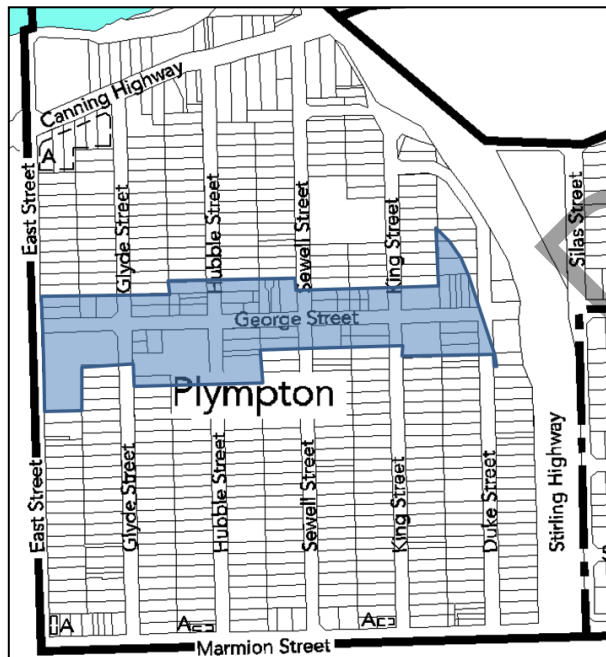 Canning Highway
A
East Street
Glyde Street
Hubble Street
Sewell Street
King Street
Silas Street
George Street
Plympton
East Street
Glyde Street
Hubble Street
Sewell Street
King Street
Duke Street
Stirling Highway
A
A
A
Marmion Street